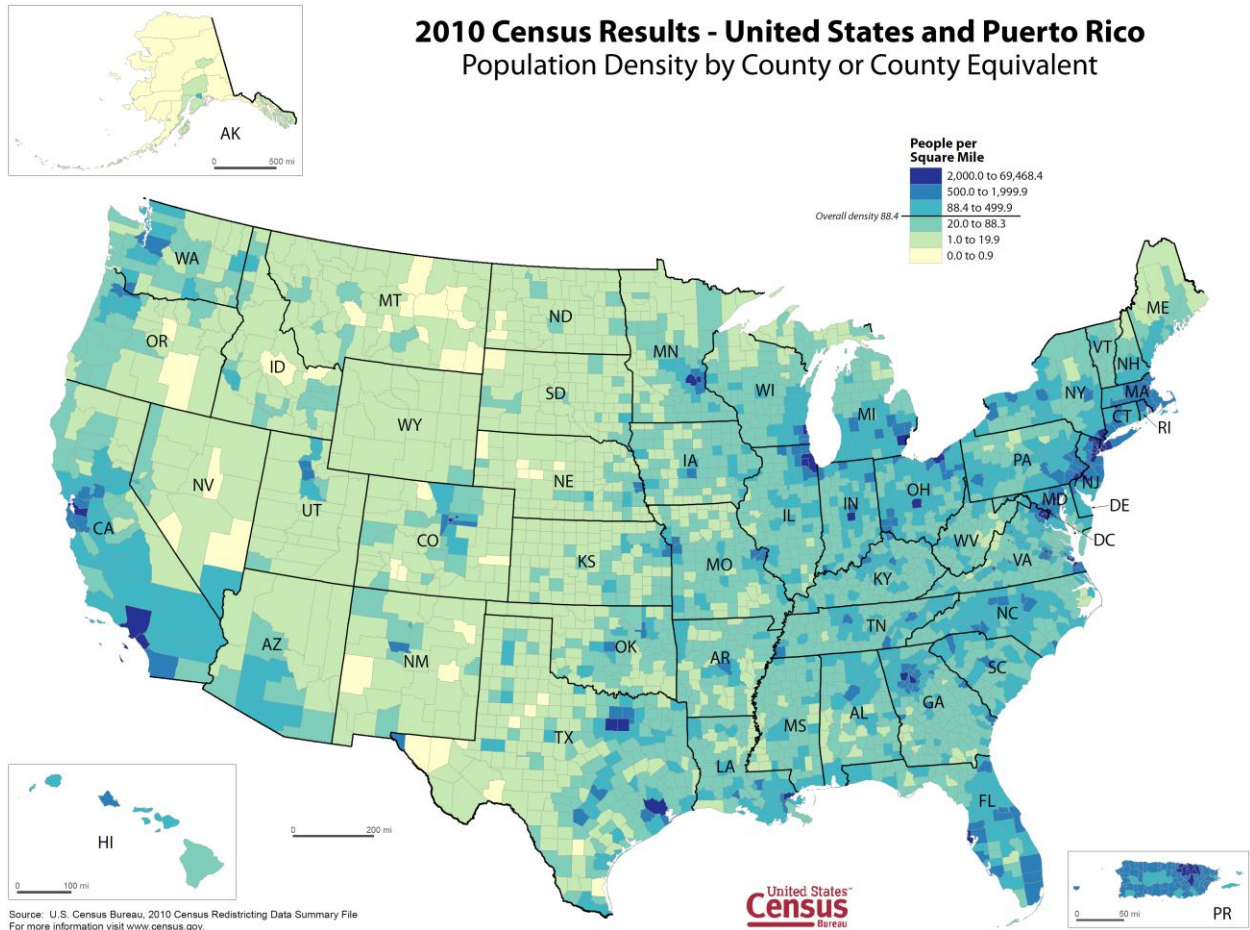 2010 Census Results - United States and Puerto Rico
Population Density by County or County Equivalent
AK
0 500 mi
People per
Square Mile
2,000.0 to 69,468.4
500.0 to 1,999.9
88.4 to 499.9
Overall density 88.4
20.0 to 88.3
1.0 to 19.9
0.0 to 0.9
WA
MT
ND
MN
ME
OR
ID
SD
WI
VT
NH
NY
MA
MI
CT
RI
WY
IA
PA
NE
NJ
NV
UT
IL
IN
OH
MD
DE
CA
CO
WV
DC
KS
MO
VA
KY
AZ
NM
OK
TN
NC
AR
SC
TX
MS
AL
GA
LA
FL
HI
0 100 mi
0 200 mi
PR
0 50 mi
United States™
Census
Bureau
Source: U.S. Census Bureau, 2010 Census Redistricting Data Summary File
For more information visit www.census.gov.